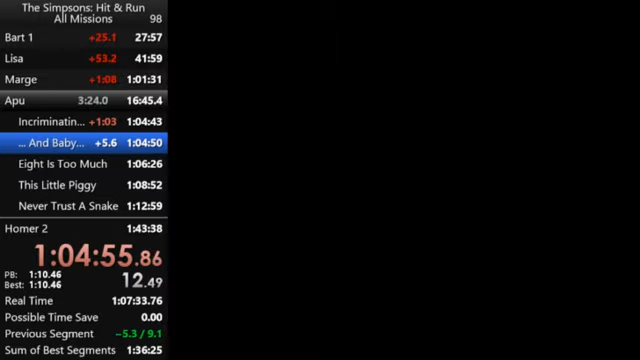 The Simpsons: Hit & Run
All Missions 98
Bart 1 +25.1 27:57
Lisa +53.2 41:59
Marge +1:08 1:01:31
Apu 3:24.0 16:45.4
Incriminatin... +1:03 1:04:43
... And Baby... +5.6 1:04:50
Eight Is Too Much 1:06:26
This Little Piggy 1:08:52
Never Trust A Snake 1:12:59
Homer 2 1:43:38
1:04:55.86
PB: 1:10.46
Best: 1:10.46 12.49
Real Time 1:07:33.76
Possible Time Save 0.00
Previous Segment −5.3 / 9.1
Sum of Best Segments 1:36:25